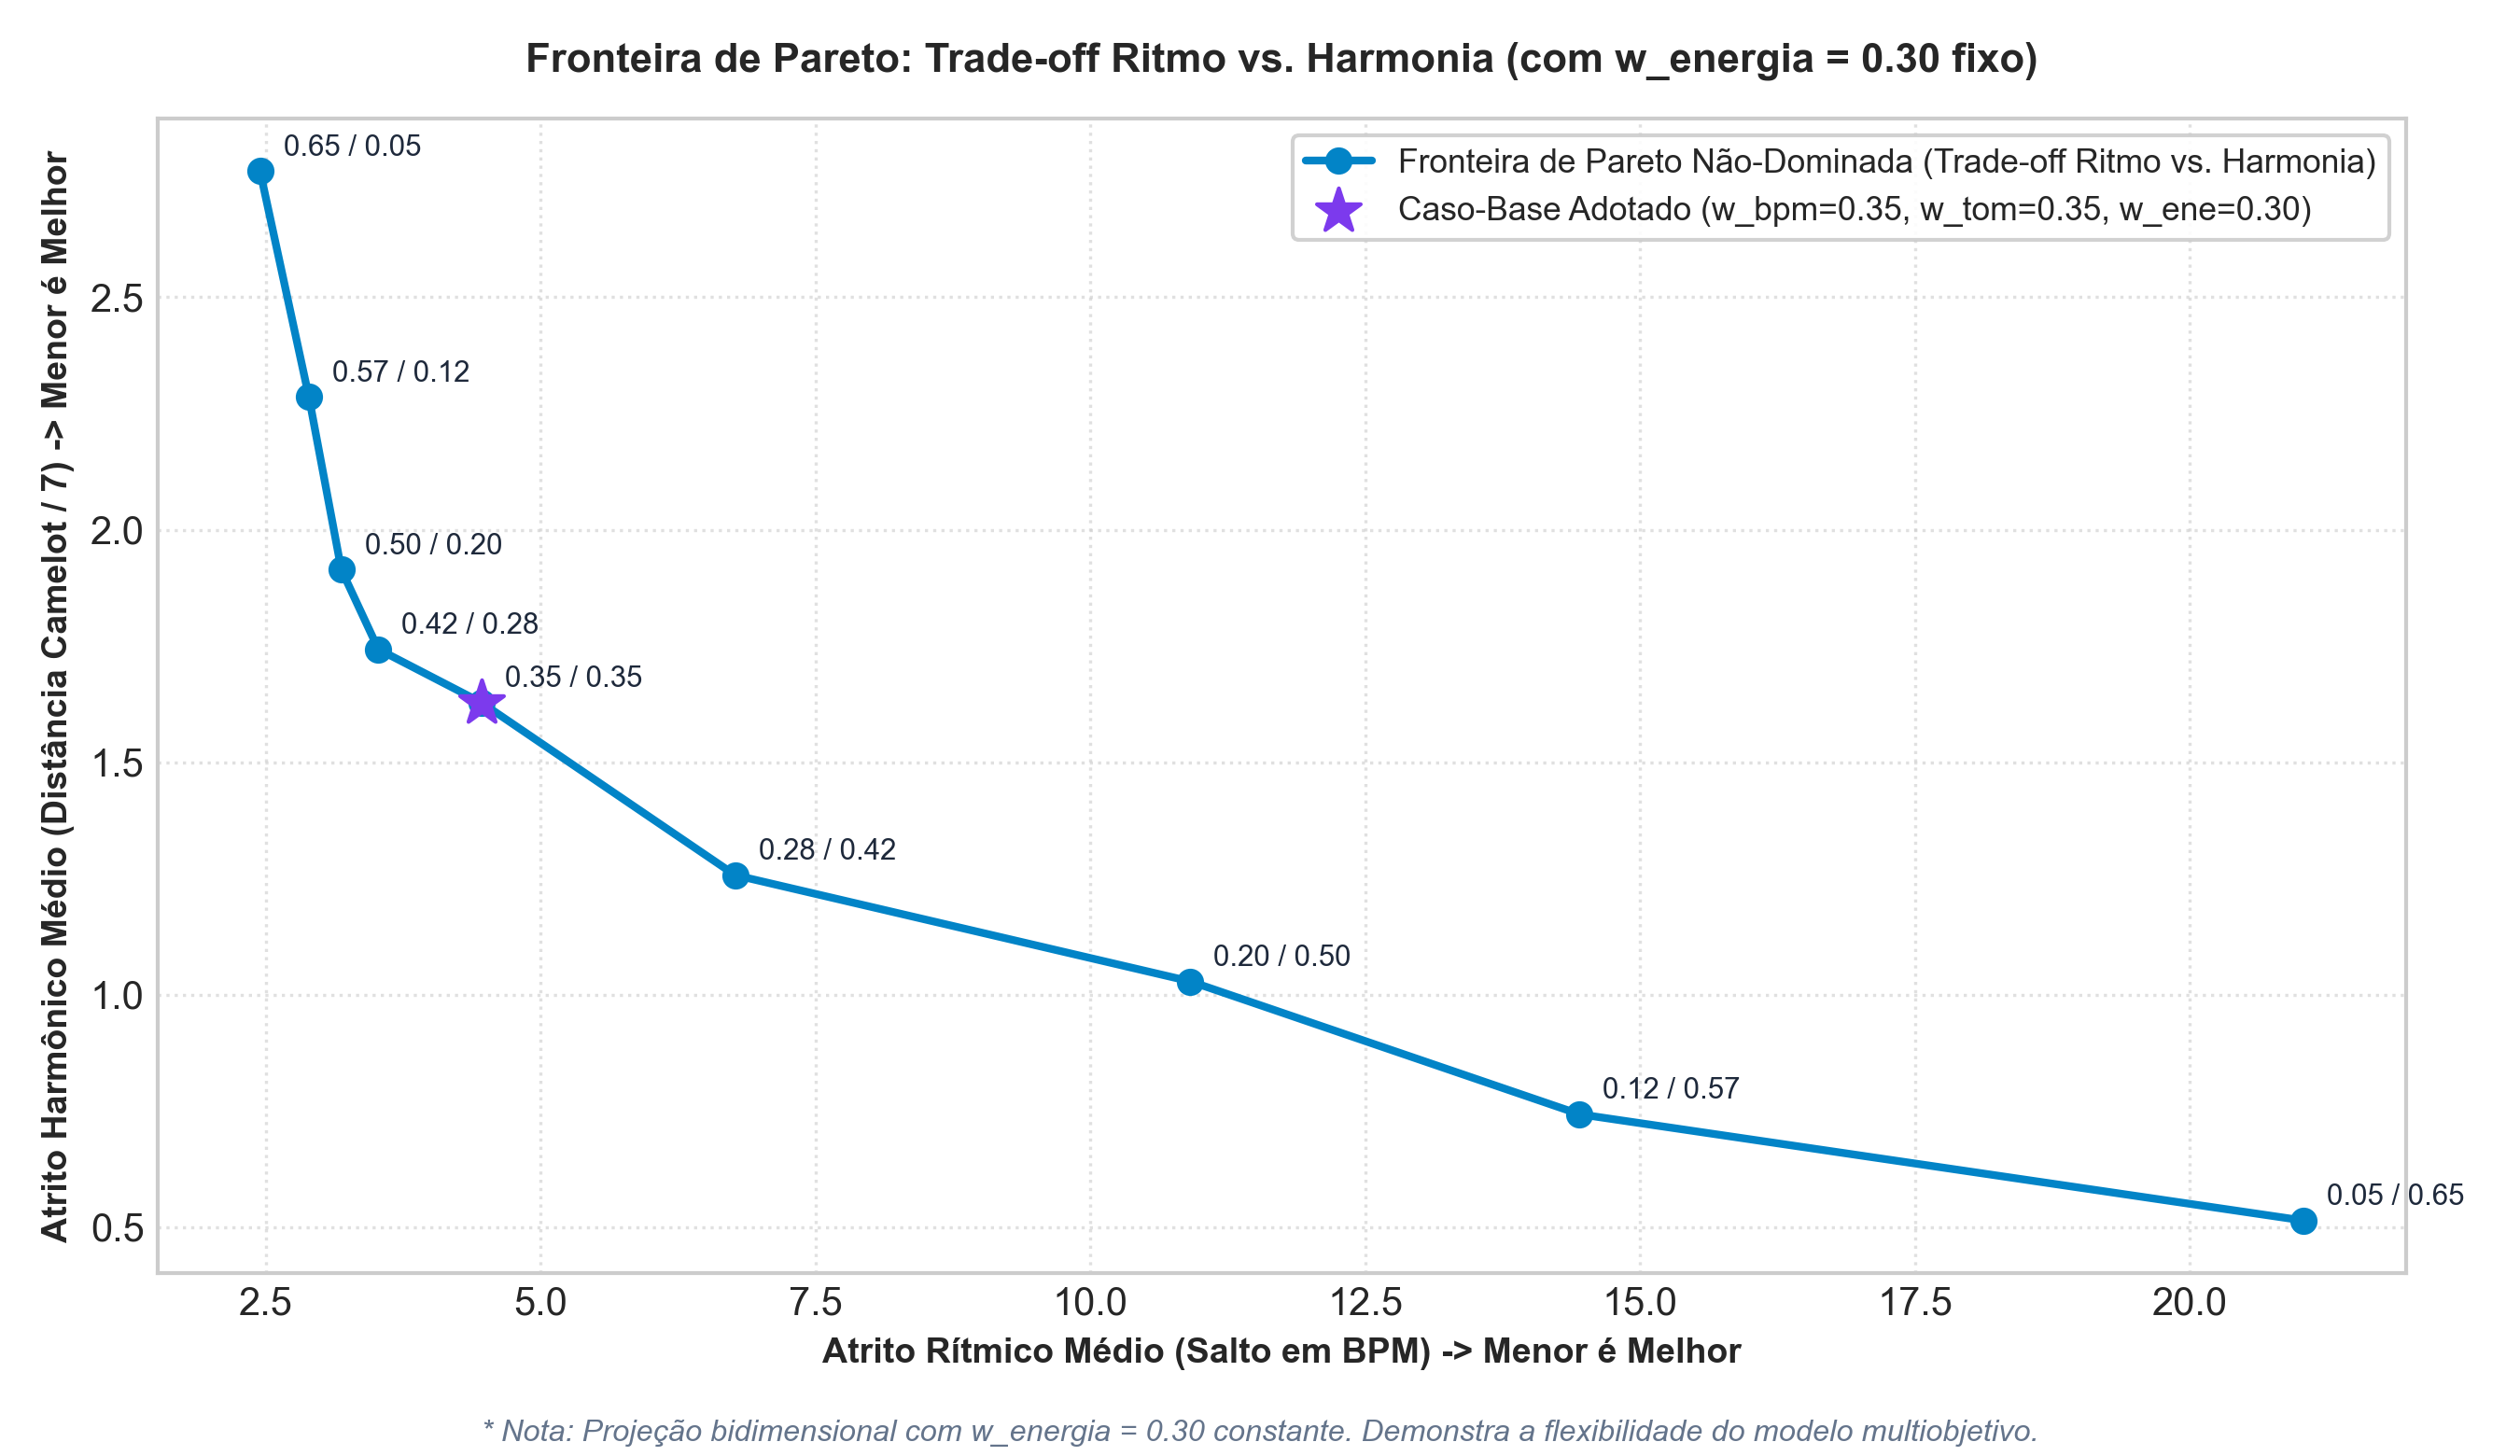 Fronteira de Pareto: Trade-off Ritmo vs. Harmonia (com w_energia = 0.30 fixo)
Fronteira de Pareto Não-Dominada (Trade-off Ritmo vs. Harmonia)
Caso-Base Adotado (w_bpm=0.35, w_tom=0.35, w_ene=0.30)
Atrito Harmônico Médio (Distância Camelot / 7) -> Menor é Melhor
2.5
2.0
1.5
1.0
0.5
0.65 / 0.05
0.57 / 0.12
0.50 / 0.20
0.42 / 0.28
0.35 / 0.35
0.28 / 0.42
0.20 / 0.50
0.12 / 0.57
0.05 / 0.65
2.5 5.0 7.5 10.0 12.5 15.0 17.5 20.0
Atrito Rítmico Médio (Salto em BPM) -> Menor é Melhor
* Nota: Projeção bidimensional com w_energia = 0.30 constante. Demonstra a flexibilidade do modelo multiobjetivo.